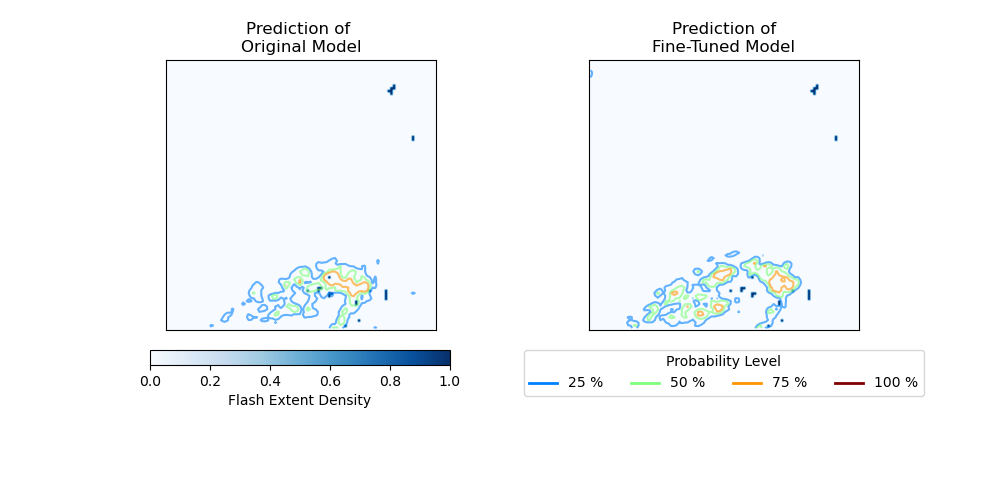 Prediction of
Original Model
Prediction of
Fine-Tuned Model
0.0 0.2 0.4 0.6 0.8 1.0
Flash Extent Density
Probability Level
25 % 50 % 75 % 100 %